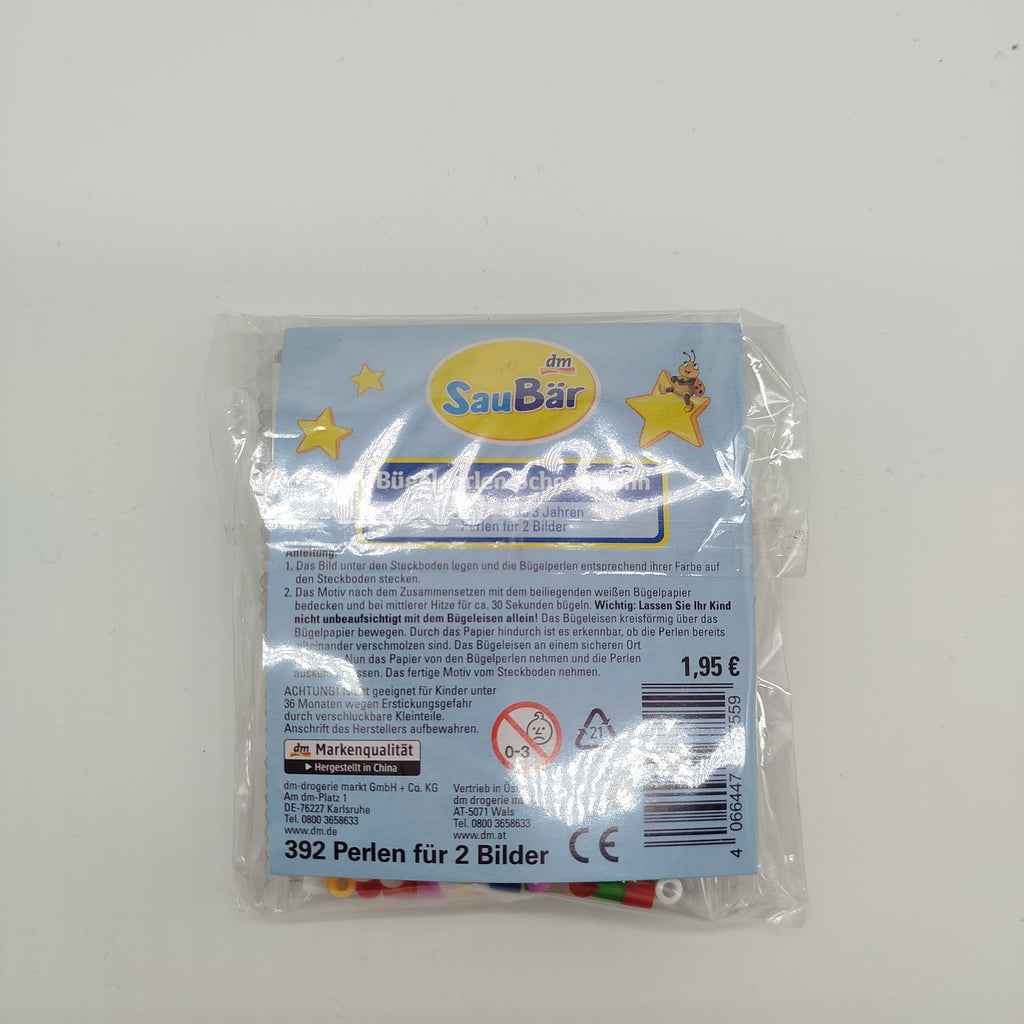 dm
SauBär
3 Jahren
Perlen für 2 Bilder
Anleitung:
1. Das Bild unter den Steckboden legen und die Bügelperlen entsprechend ihrer Farbe auf
den Steckboden stecken.
2. Das Motiv nach dem Zusammensetzen mit dem beiliegenden weißen Bügelpapier
bedecken und bei mittlerer Hitze für ca. 30 Sekunden bügeln. Wichtig: Lassen Sie Ihr Kind
nicht unbeaufsichtigt mit dem Bügeleisen allein! Das Bügeleisen kreisförmig über das
Bügelpapier bewegen. Durch das Papier hindurch ist es erkennbar, ob die Perlen bereits
miteinander verschmolzen sind. Das Bügeleisen an einem sicheren Ort
Nun das Papier von den Bügelperlen nehmen und die Perlen
auskühlen lassen. Das fertige Motiv vom Steckboden nehmen.
1,95 €
ACHTUNG! Nicht geeignet für Kinder unter
36 Monaten wegen Erstickungsgefahr
durch verschluckbare Kleinteile.
Anschrift des Herstellers aufbewahren.
0-3
21
dm Markenqualität
Hergestellt in China
dm-drogerie markt GmbH + Co. KG
Am dm-Platz 1
DE-76227 Karlsruhe
Tel. 0800 3658633
www.dm.de
Vertrieb in
dm drogerie
AT-5071 Wals
Tel. 0800 3658633
www.dm.at
392 Perlen für 2 Bilder
CE
4 066447 559